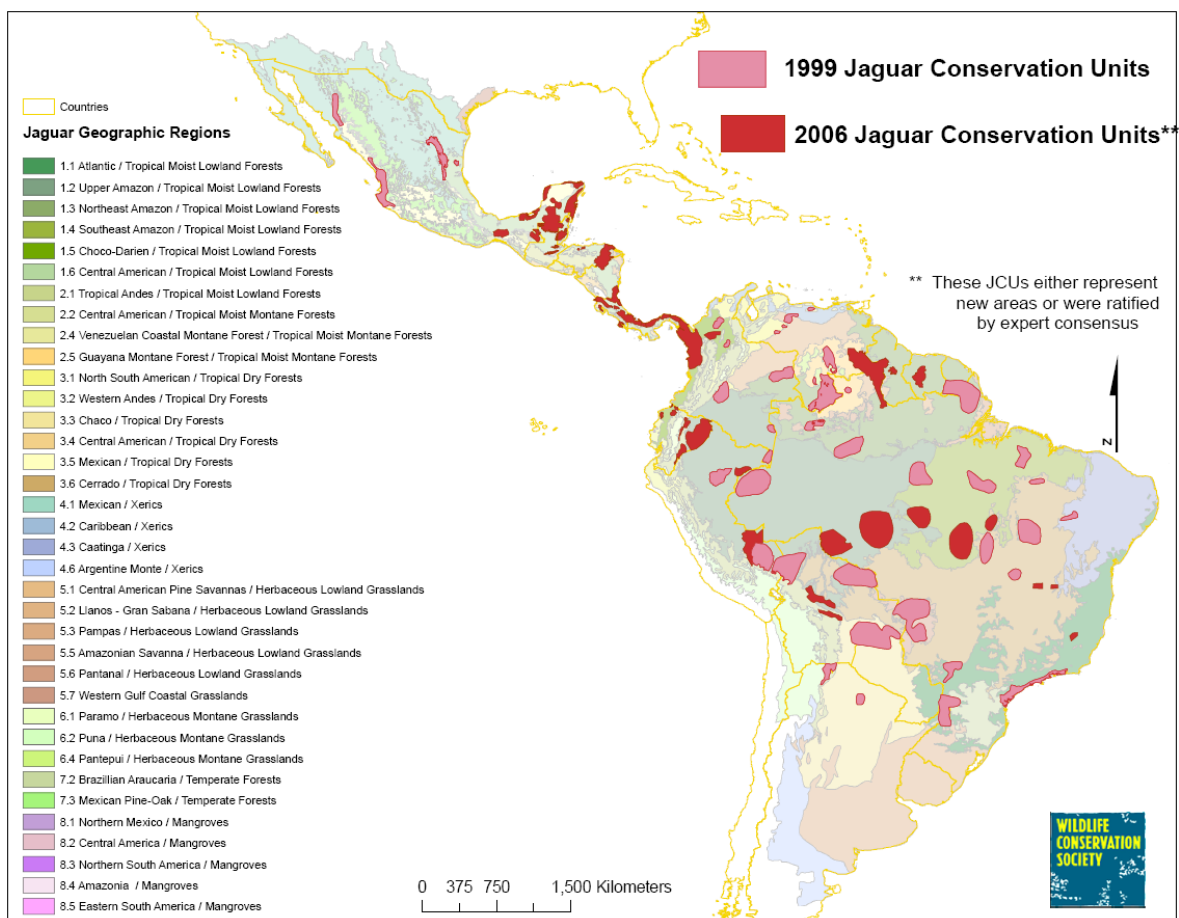 1999 Jaguar Conservation Units
2006 Jaguar Conservation Units**
** These JCUs either represent
new areas or were ratified
by expert consensus
N
Countries
Jaguar Geographic Regions
1.1 Atlantic / Tropical Moist Lowland Forests
1.2 Upper Amazon / Tropical Moist Lowland Forests
1.3 Northeast Amazon / Tropical Moist Lowland Forests
1.4 Southeast Amazon / Tropical Moist Lowland Forests
1.5 Choco-Darien / Tropical Moist Lowland Forests
1.6 Central American / Tropical Moist Lowland Forests
2.1 Tropical Andes / Tropical Moist Lowland Forests
2.2 Central American / Tropical Moist Montane Forests
2.4 Venezuelan Coastal Montane Forest / Tropical Moist Montane Forests
2.5 Guayana Montane Forest / Tropical Moist Montane Forests
3.1 North South American / Tropical Dry Forests
3.2 Western Andes / Tropical Dry Forests
3.3 Chaco / Tropical Dry Forests
3.4 Central American / Tropical Dry Forests
3.5 Mexican / Tropical Dry Forests
3.6 Cerrado / Tropical Dry Forests
4.1 Mexican / Xerics
4.2 Caribbean / Xerics
4.3 Caatinga / Xerics
4.6 Argentine Monte / Xerics
5.1 Central American Pine Savannas / Herbaceous Lowland Grasslands
5.2 Llanos - Gran Sabana / Herbaceous Lowland Grasslands
5.3 Pampas / Herbaceous Lowland Grasslands
5.5 Amazonian Savanna / Herbaceous Lowland Grasslands
5.6 Pantanal / Herbaceous Lowland Grasslands
5.7 Western Gulf Coastal Grasslands
6.1 Paramo / Herbaceous Montane Grasslands
6.2 Puna / Herbaceous Montane Grasslands
6.4 Pantepui / Herbaceous Montane Grasslands
7.2 Brazillian Araucaria / Temperate Forests
7.3 Mexican Pine-Oak / Temperate Forests
8.1 Northern Mexico / Mangroves
8.2 Central America / Mangroves
8.3 Northern South America / Mangroves
8.4 Amazonia / Mangroves
8.5 Eastern South America / Mangroves
0 375 750 1,500 Kilometers
WILDLIFE
CONSERVATION
SOCIETY